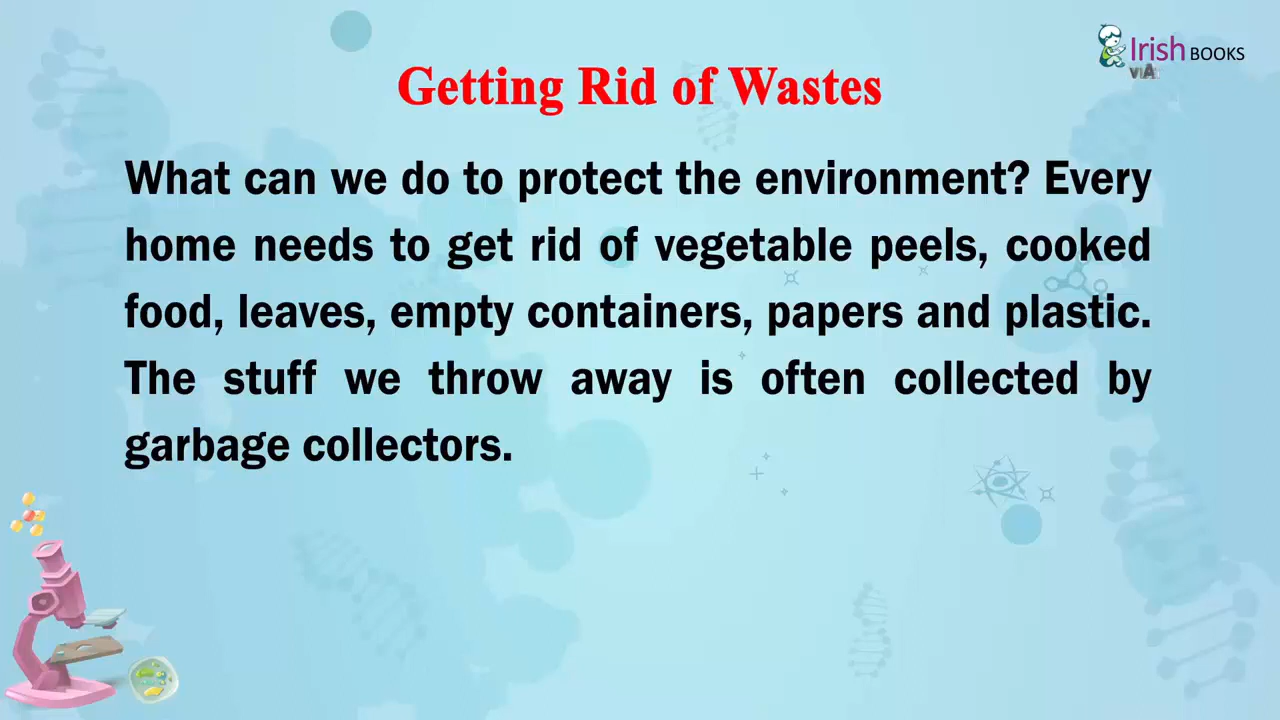 Irish BOOKS
Getting Rid of Wastes
What can we do to protect the environment? Every
home needs to get rid of vegetable peels, cooked
food, leaves, empty containers, papers and plastic.
The stuff we throw away is often collected by
garbage collectors.